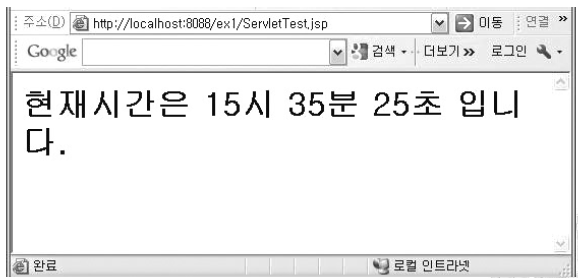 주소(D) http://localhost:8088/ex1/ServletTest.jsp 이동 연결 »
Google 검색 더보기 » 로그인
현재시간은 15시 35분 25초 입니
다.
완료 로컬 인트라넷